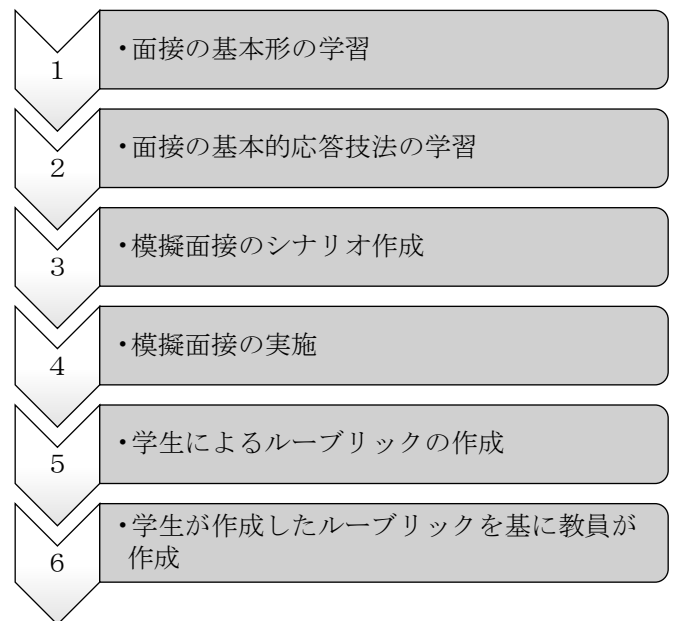 1
・面接の基本形の学習
2
・面接の基本的応答技法の学習
3
・模擬面接のシナリオ作成
4
・模擬面接の実施
5
・学生によるルーブリックの作成
6
・学生が作成したルーブリックを基に教員が
作成